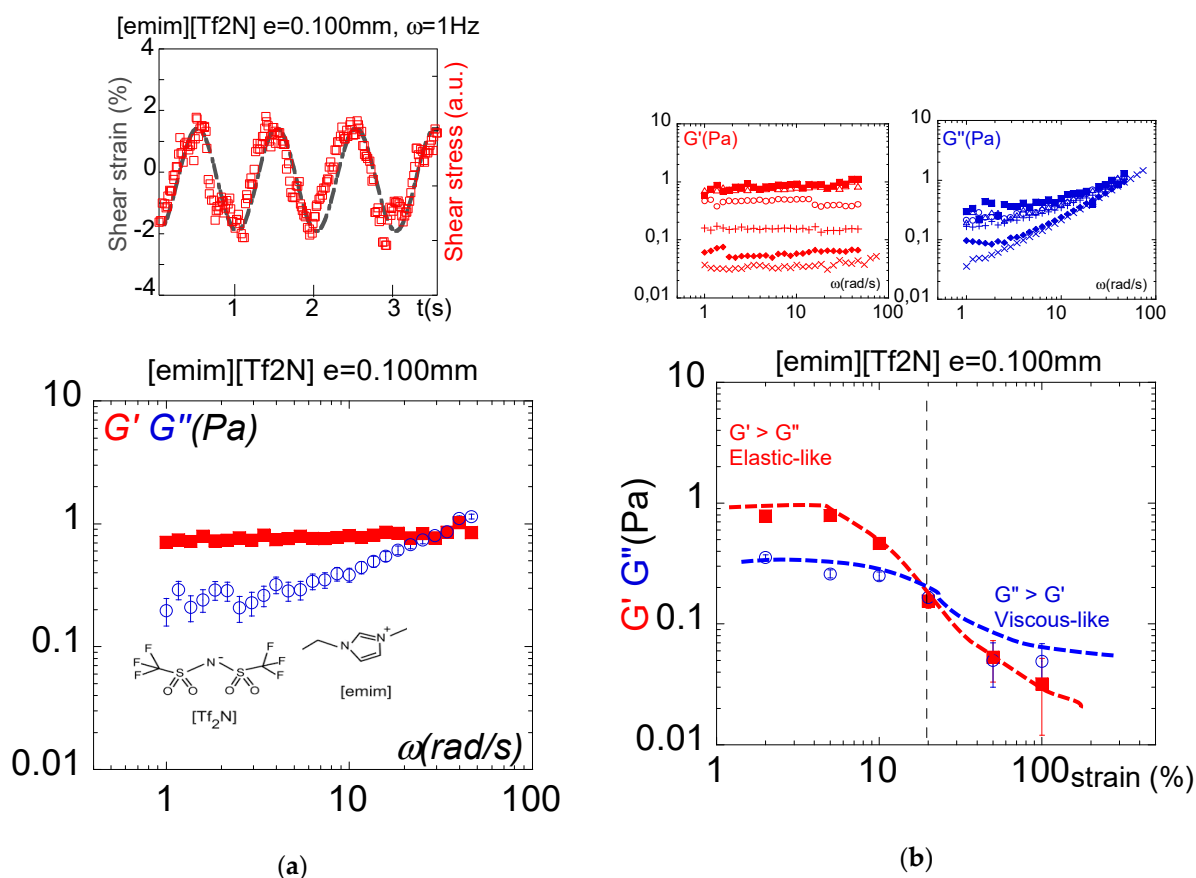 [emim][Tf2N] e=0.100mm, ω=1Hz
4
2
0
-2
-4
Shear strain (%)
Shear stress (a.u.)
1
2
3
t(s)
[emim][Tf2N] e=0.100mm
10
1
0.1
0.01
G' G"(Pa)
F
F
F
S
O
O
N-
S
O
O
F
F
F
[Tf2N]
N
N
+
[emim]
ω(rad/s)
1
10
100
(a)
10
1
0,1
0,01
G'(Pa)
ω(rad/s)
1
10
100
10
1
0,1
0,01
G"(Pa)
ω(rad/s)
1
10
100
[emim][Tf2N] e=0.100mm
10
1
0.1
0.01
G' G"(Pa)
G' > G"
Elastic-like
G" > G'
Viscous-like
1
10
100
strain (%)
(b)